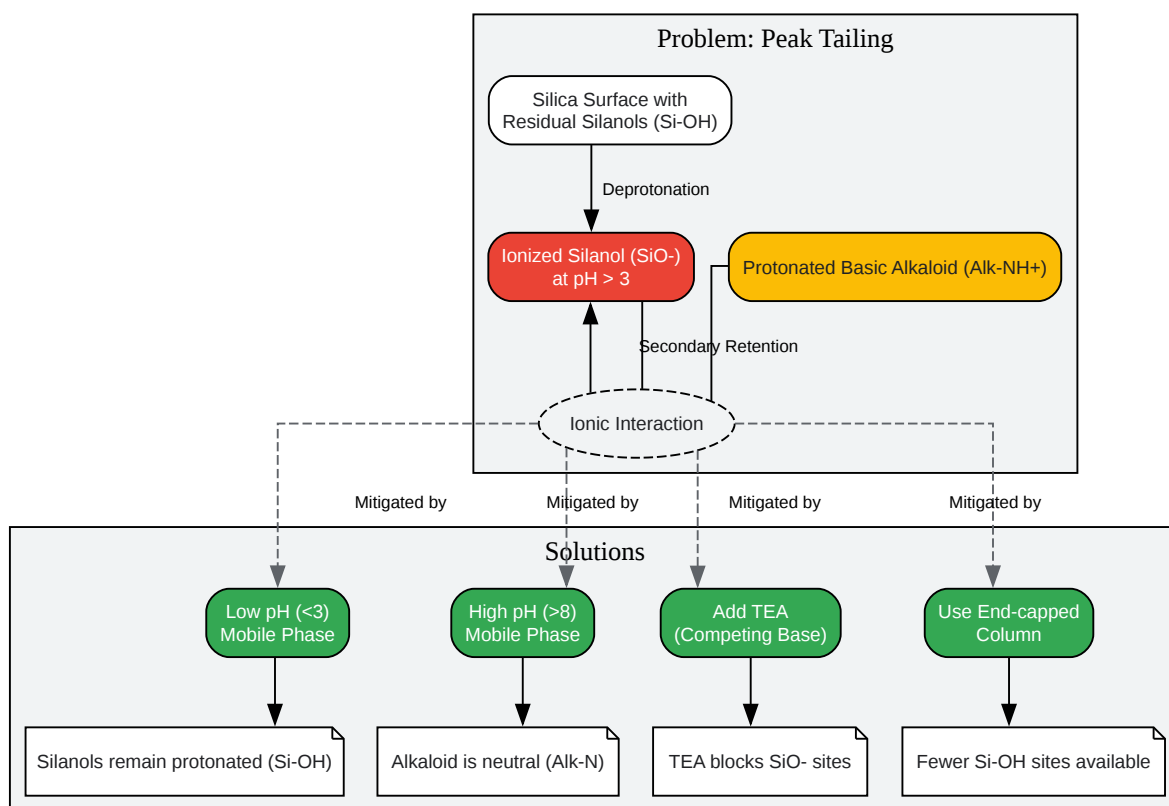 Problem: Peak Tailing
Silica Surface with
Residual Silanols (Si-OH)
Deprotonation
Ionized Silanol (SiO-)
at pH > 3
Protonated Basic Alkaloid (Alk-NH+)
Secondary Retention
Ionic Interaction
Mitigated by
Mitigated by
Mitigated by
Mitigated by
Solutions
Low pH (<3)
Mobile Phase
High pH (>8)
Mobile Phase
Add TEA
(Competing Base)
Use End-capped
Column
Silanols remain protonated (Si-OH)
Alkaloid is neutral (Alk-N)
TEA blocks SiO- sites
Fewer Si-OH sites available